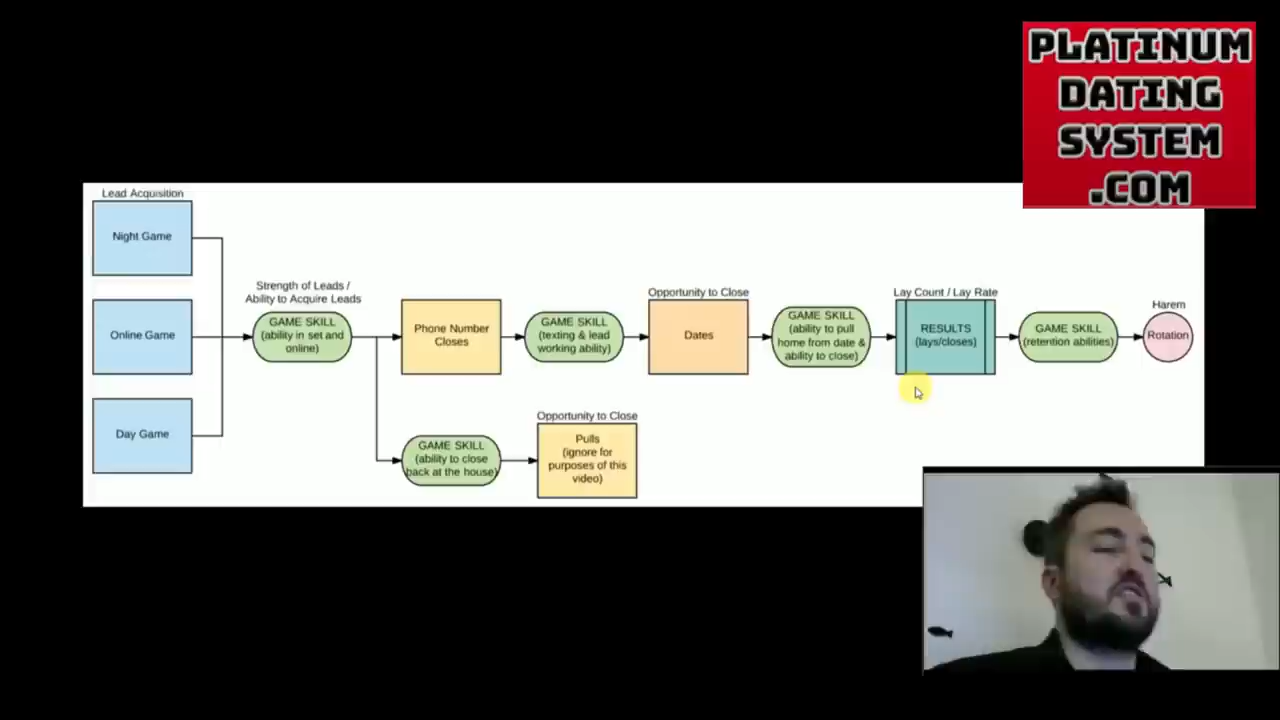 PLATINUM
DATING
SYSTEM
.COM
Lead Acquisition
Night Game
Online Game
Day Game
Strength of Leads /
Ability to Acquire Leads
GAME SKILL
(ability in set and
online)
Phone Number
Closes
GAME SKILL
(texting & lead
working ability)
Opportunity to Close
Dates
GAME SKILL
(ability to pull
home from date &
ability to close)
Lay Count / Lay Rate
RESULTS
(lays/closes)
GAME SKILL
(retention abilities)
Harem
Rotation
GAME SKILL
(ability to close
back at the house)
Opportunity to Close
Pulls
(ignore for
purposes of this
video)